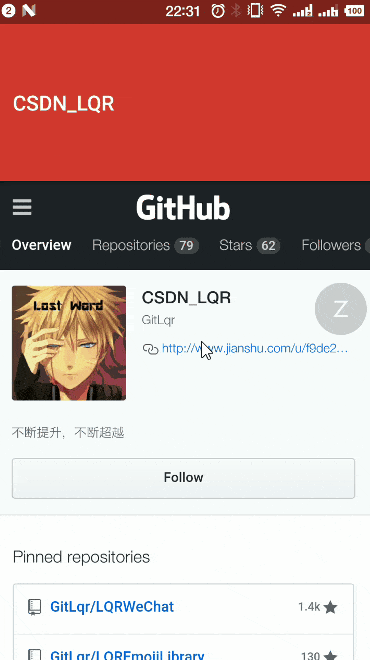 2 N 22:31 100
CSDN_LQR
GitHub
Overview Repositories 79 Stars 62 Followers
Lost Word
CSDN_LQR
GitLqr
Z
http://www.jianshu.com/u/f9de2...
不断提升，不断超越
Follow
Pinned repositories
GitLqr/LQRWeChat 1.4k
GitLqr/LQREmojiLibrary 130